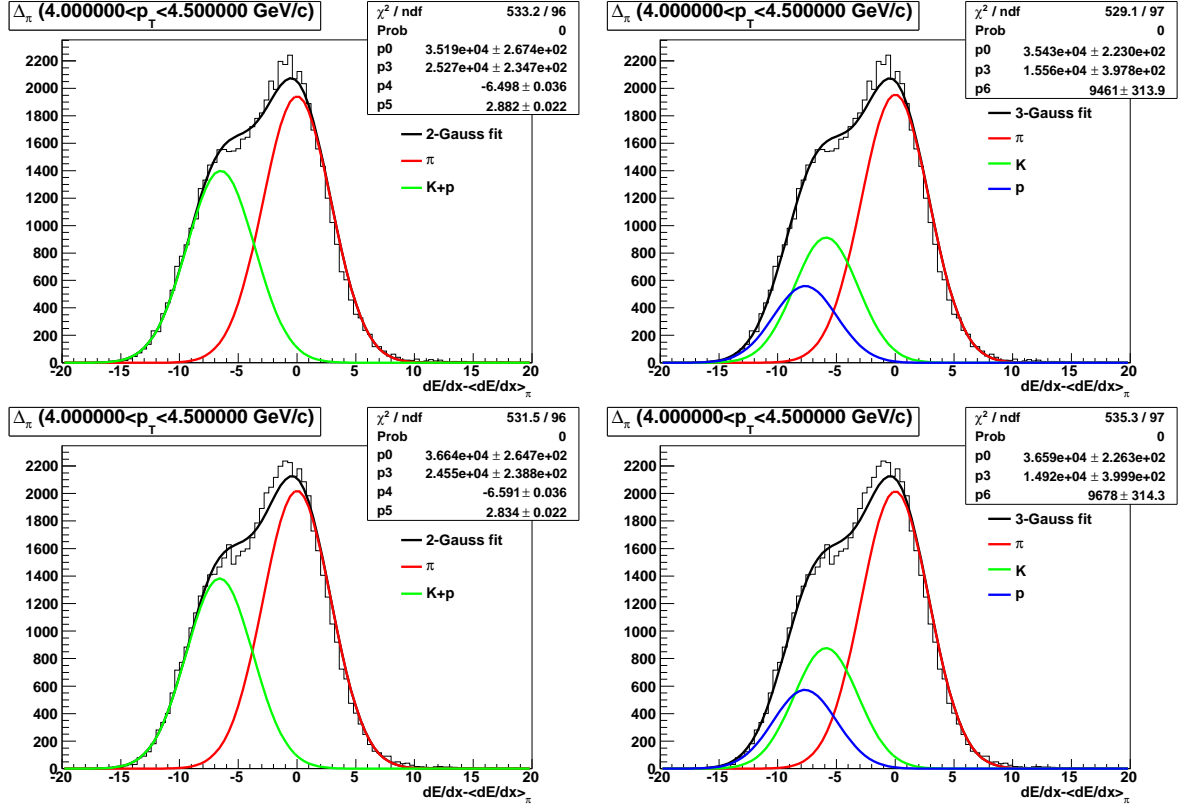 Δπ (4.000000<pT<4.500000 GeV/c)
χ² / ndf 533.2 / 96
Prob 0
p0 3.519e+04 ± 2.674e+02
p3 2.527e+04 ± 2.347e+02
p4 -6.498 ± 0.036
p5 2.882 ± 0.022
2-Gauss fit
π
K+p
2200
2000
1800
1600
1400
1200
1000
800
600
400
200
0
-20 -15 -10 -5 0 5 10 15 20
dE/dx-<dE/dx>π
Δπ (4.000000<pT<4.500000 GeV/c)
χ² / ndf 529.1 / 97
Prob 0
p0 3.543e+04 ± 2.230e+02
p3 1.556e+04 ± 3.978e+02
p6 9461 ± 313.9
3-Gauss fit
π
K
p
2200
2000
1800
1600
1400
1200
1000
800
600
400
200
0
-20 -15 -10 -5 0 5 10 15 20
dE/dx-<dE/dx>π
Δπ (4.000000<pT<4.500000 GeV/c)
χ² / ndf 531.5 / 96
Prob 0
p0 3.664e+04 ± 2.647e+02
p3 2.455e+04 ± 2.388e+02
p4 -6.591 ± 0.036
p5 2.834 ± 0.022
2-Gauss fit
π
K+p
2200
2000
1800
1600
1400
1200
1000
800
600
400
200
0
-20 -15 -10 -5 0 5 10 15 20
dE/dx-<dE/dx>π
Δπ (4.000000<pT<4.500000 GeV/c)
χ² / ndf 535.3 / 97
Prob 0
p0 3.659e+04 ± 2.263e+02
p3 1.492e+04 ± 3.999e+02
p6 9678 ± 314.3
3-Gauss fit
π
K
p
2200
2000
1800
1600
1400
1200
1000
800
600
400
200
0
-20 -15 -10 -5 0 5 10 15 20
dE/dx-<dE/dx>π